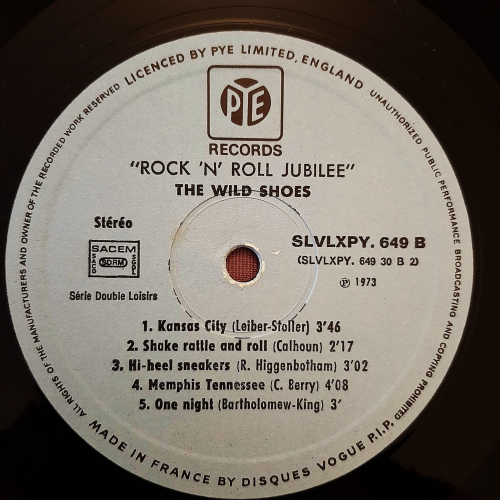 LICENCED BY PYE LIMITED, ENGLAND
UNAUTHORIZED PUBLIC PERFORMANCE BROADCASTING AND COPYING PROHIBITED
ALL RIGHTS OF THE MANUFACTURERS AND OWNER OF THE RECORDED WORK RESERVED
PYE
RECORDS
"ROCK 'N' ROLL JUBILEE"
THE WILD SHOES
Stéréo
SACEM
SACD
SDRM
SGDL
Série Double Loisirs
SLVLXPY. 649 B
(SLVLXPY. 649 30 B 2)
℗ 1973
1. Kansas City (Leiber-Stoller) 3'46
2. Shake rattle and roll (Calhoun) 2'17
3. Hi-heel sneakers (R. Higgenbotham) 3'02
4. Memphis Tennessee (C. Berry) 4'08
5. One night (Bartholomew-King) 3'
MADE IN FRANCE BY DISQUES VOGUE P.I.P.